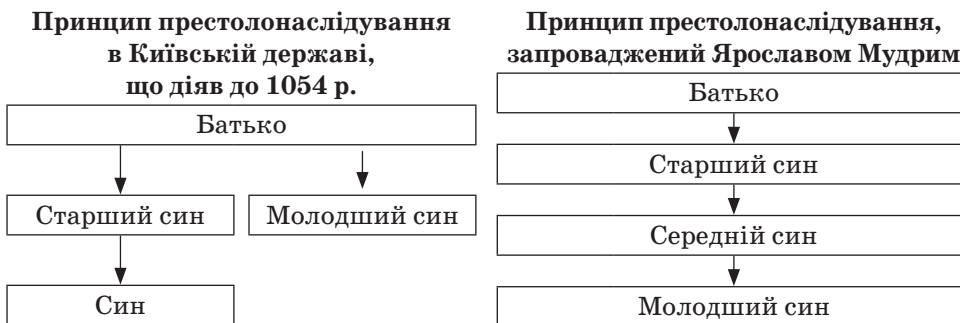 Принцип престолонаслідування
в Київській державі,
що діяв до 1054 р.
Батько
Старший син
Молодший син
Син
Принцип престолонаслідування,
запроваджений Ярославом Мудрим
Батько
Старший син
Середній син
Молодший син